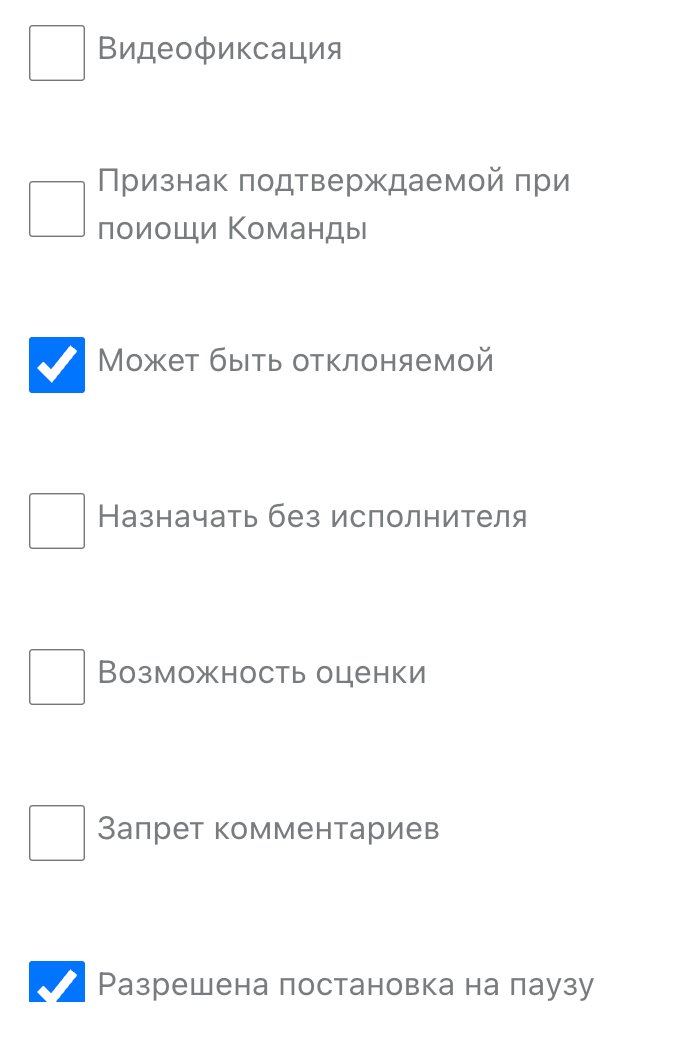 Видеофиксация
Признак подтверждаемой при
поиощи Команды
Может быть отклоняемой
Назначать без исполнителя
Возможность оценки
Запрет комментариев
Разрешена постановка на паузу